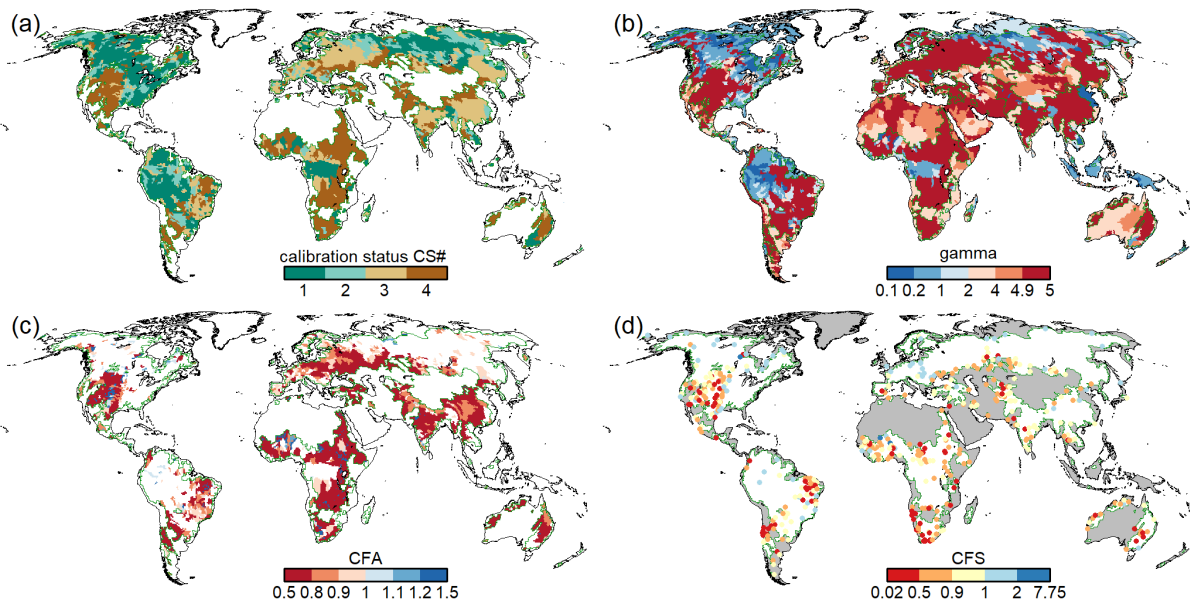 (a)
calibration status CS#
1 2 3 4
(b)
gamma
0.1 0.2 1 2 4 4.9 5
(c)
CFA
0.5 0.8 0.9 1 1.1 1.2 1.5
(d)
CFS
0.02 0.5 0.9 1 2 7.75